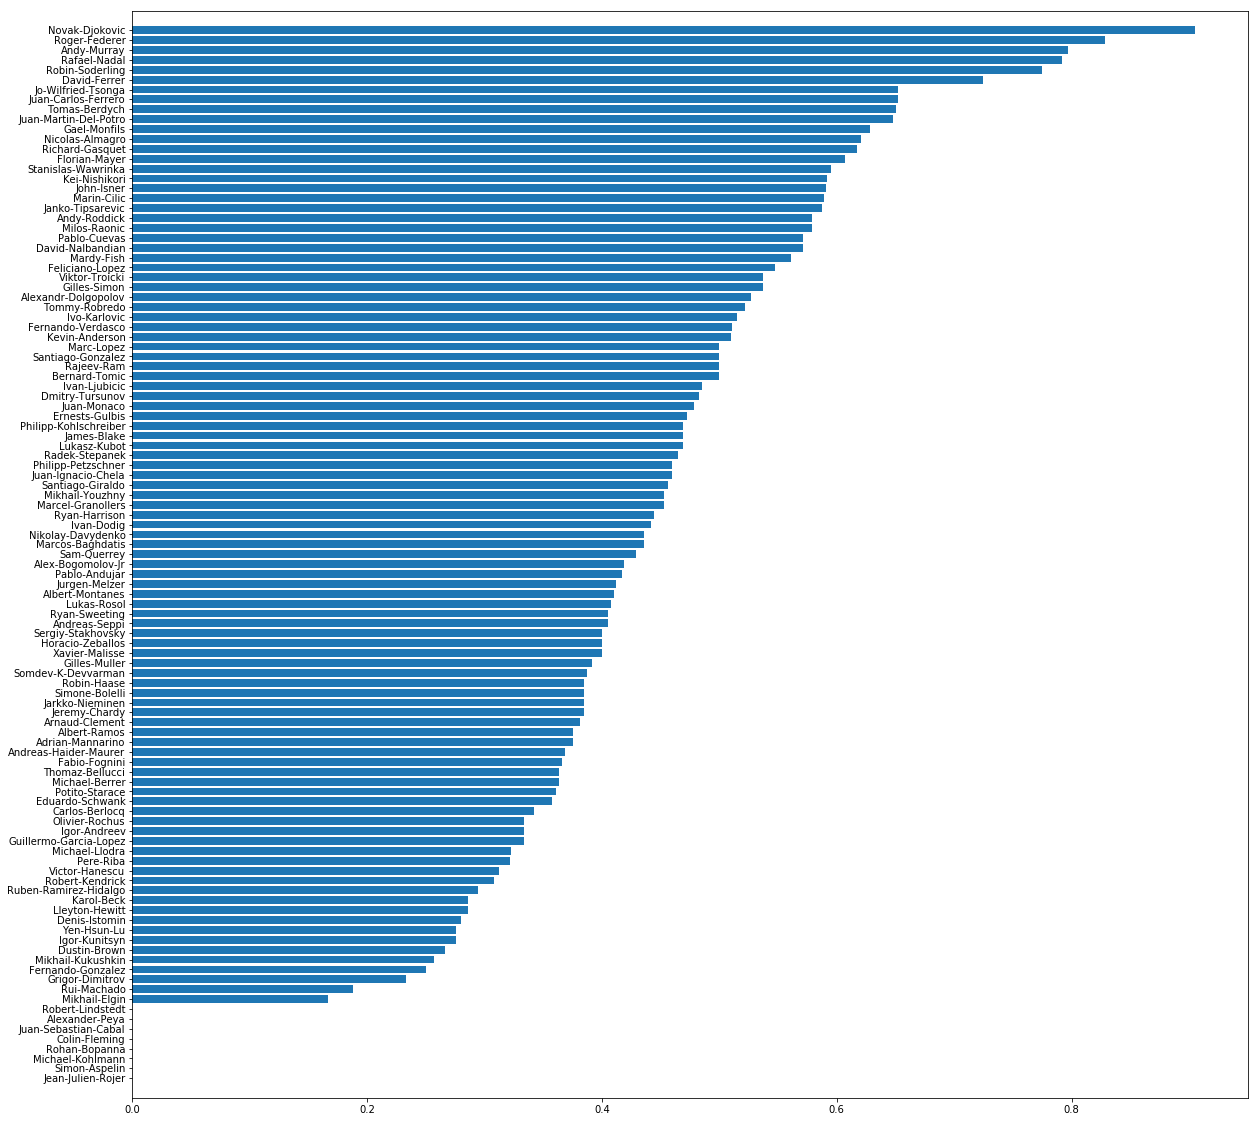 Novak-Djokovic
Roger-Federer
Andy-Murray
Rafael-Nadal
Robin-Soderling
David-Ferrer
Jo-Wilfried-Tsonga
Juan-Carlos-Ferrero
Tomas-Berdych
Juan-Martin-Del-Potro
Gael-Monfils
Nicolas-Almagro
Richard-Gasquet
Florian-Mayer
Stanislas-Wawrinka
Kei-Nishikori
John-Isner
Marin-Cilic
Janko-Tipsarevic
Andy-Roddick
Milos-Raonic
Pablo-Cuevas
David-Nalbandian
Mardy-Fish
Feliciano-Lopez
Viktor-Troicki
Gilles-Simon
Alexandr-Dolgopolov
Tommy-Robredo
Ivo-Karlovic
Fernando-Verdasco
Kevin-Anderson
Marc-Lopez
Santiago-Gonzalez
Rajeev-Ram
Bernard-Tomic
Ivan-Ljubicic
Dmitry-Tursunov
Juan-Monaco
Ernests-Gulbis
Philipp-Kohlschreiber
James-Blake
Lukasz-Kubot
Radek-Stepanek
Philipp-Petzschner
Juan-Ignacio-Chela
Santiago-Giraldo
Mikhail-Youzhny
Marcel-Granollers
Ryan-Harrison
Ivan-Dodig
Nikolay-Davydenko
Marcos-Baghdatis
Sam-Querrey
Alex-Bogomolov-Jr
Pablo-Andujar
Jurgen-Melzer
Albert-Montanes
Lukas-Rosol
Ryan-Sweeting
Andreas-Seppi
Sergiy-Stakhovsky
Horacio-Zeballos
Xavier-Malisse
Gilles-Muller
Somdev-K-Devvarman
Robin-Haase
Simone-Bolelli
Jarkko-Nieminen
Jeremy-Chardy
Arnaud-Clement
Albert-Ramos
Adrian-Mannarino
Andreas-Haider-Maurer
Fabio-Fognini
Thomaz-Bellucci
Michael-Berrer
Potito-Starace
Eduardo-Schwank
Carlos-Berlocq
Olivier-Rochus
Igor-Andreev
Guillermo-Garcia-Lopez
Michael-Llodra
Pere-Riba
Victor-Hanescu
Robert-Kendrick
Ruben-Ramirez-Hidalgo
Karol-Beck
Lleyton-Hewitt
Denis-Istomin
Yen-Hsun-Lu
Igor-Kunitsyn
Dustin-Brown
Mikhail-Kukushkin
Fernando-Gonzalez
Grigor-Dimitrov
Rui-Machado
Mikhail-Elgin
Robert-Lindstedt
Alexander-Peya
Juan-Sebastian-Cabal
Colin-Fleming
Rohan-Bopanna
Michael-Kohlmann
Simon-Aspelin
Jean-Julien-Rojer
0.0 0.2 0.4 0.6 0.8